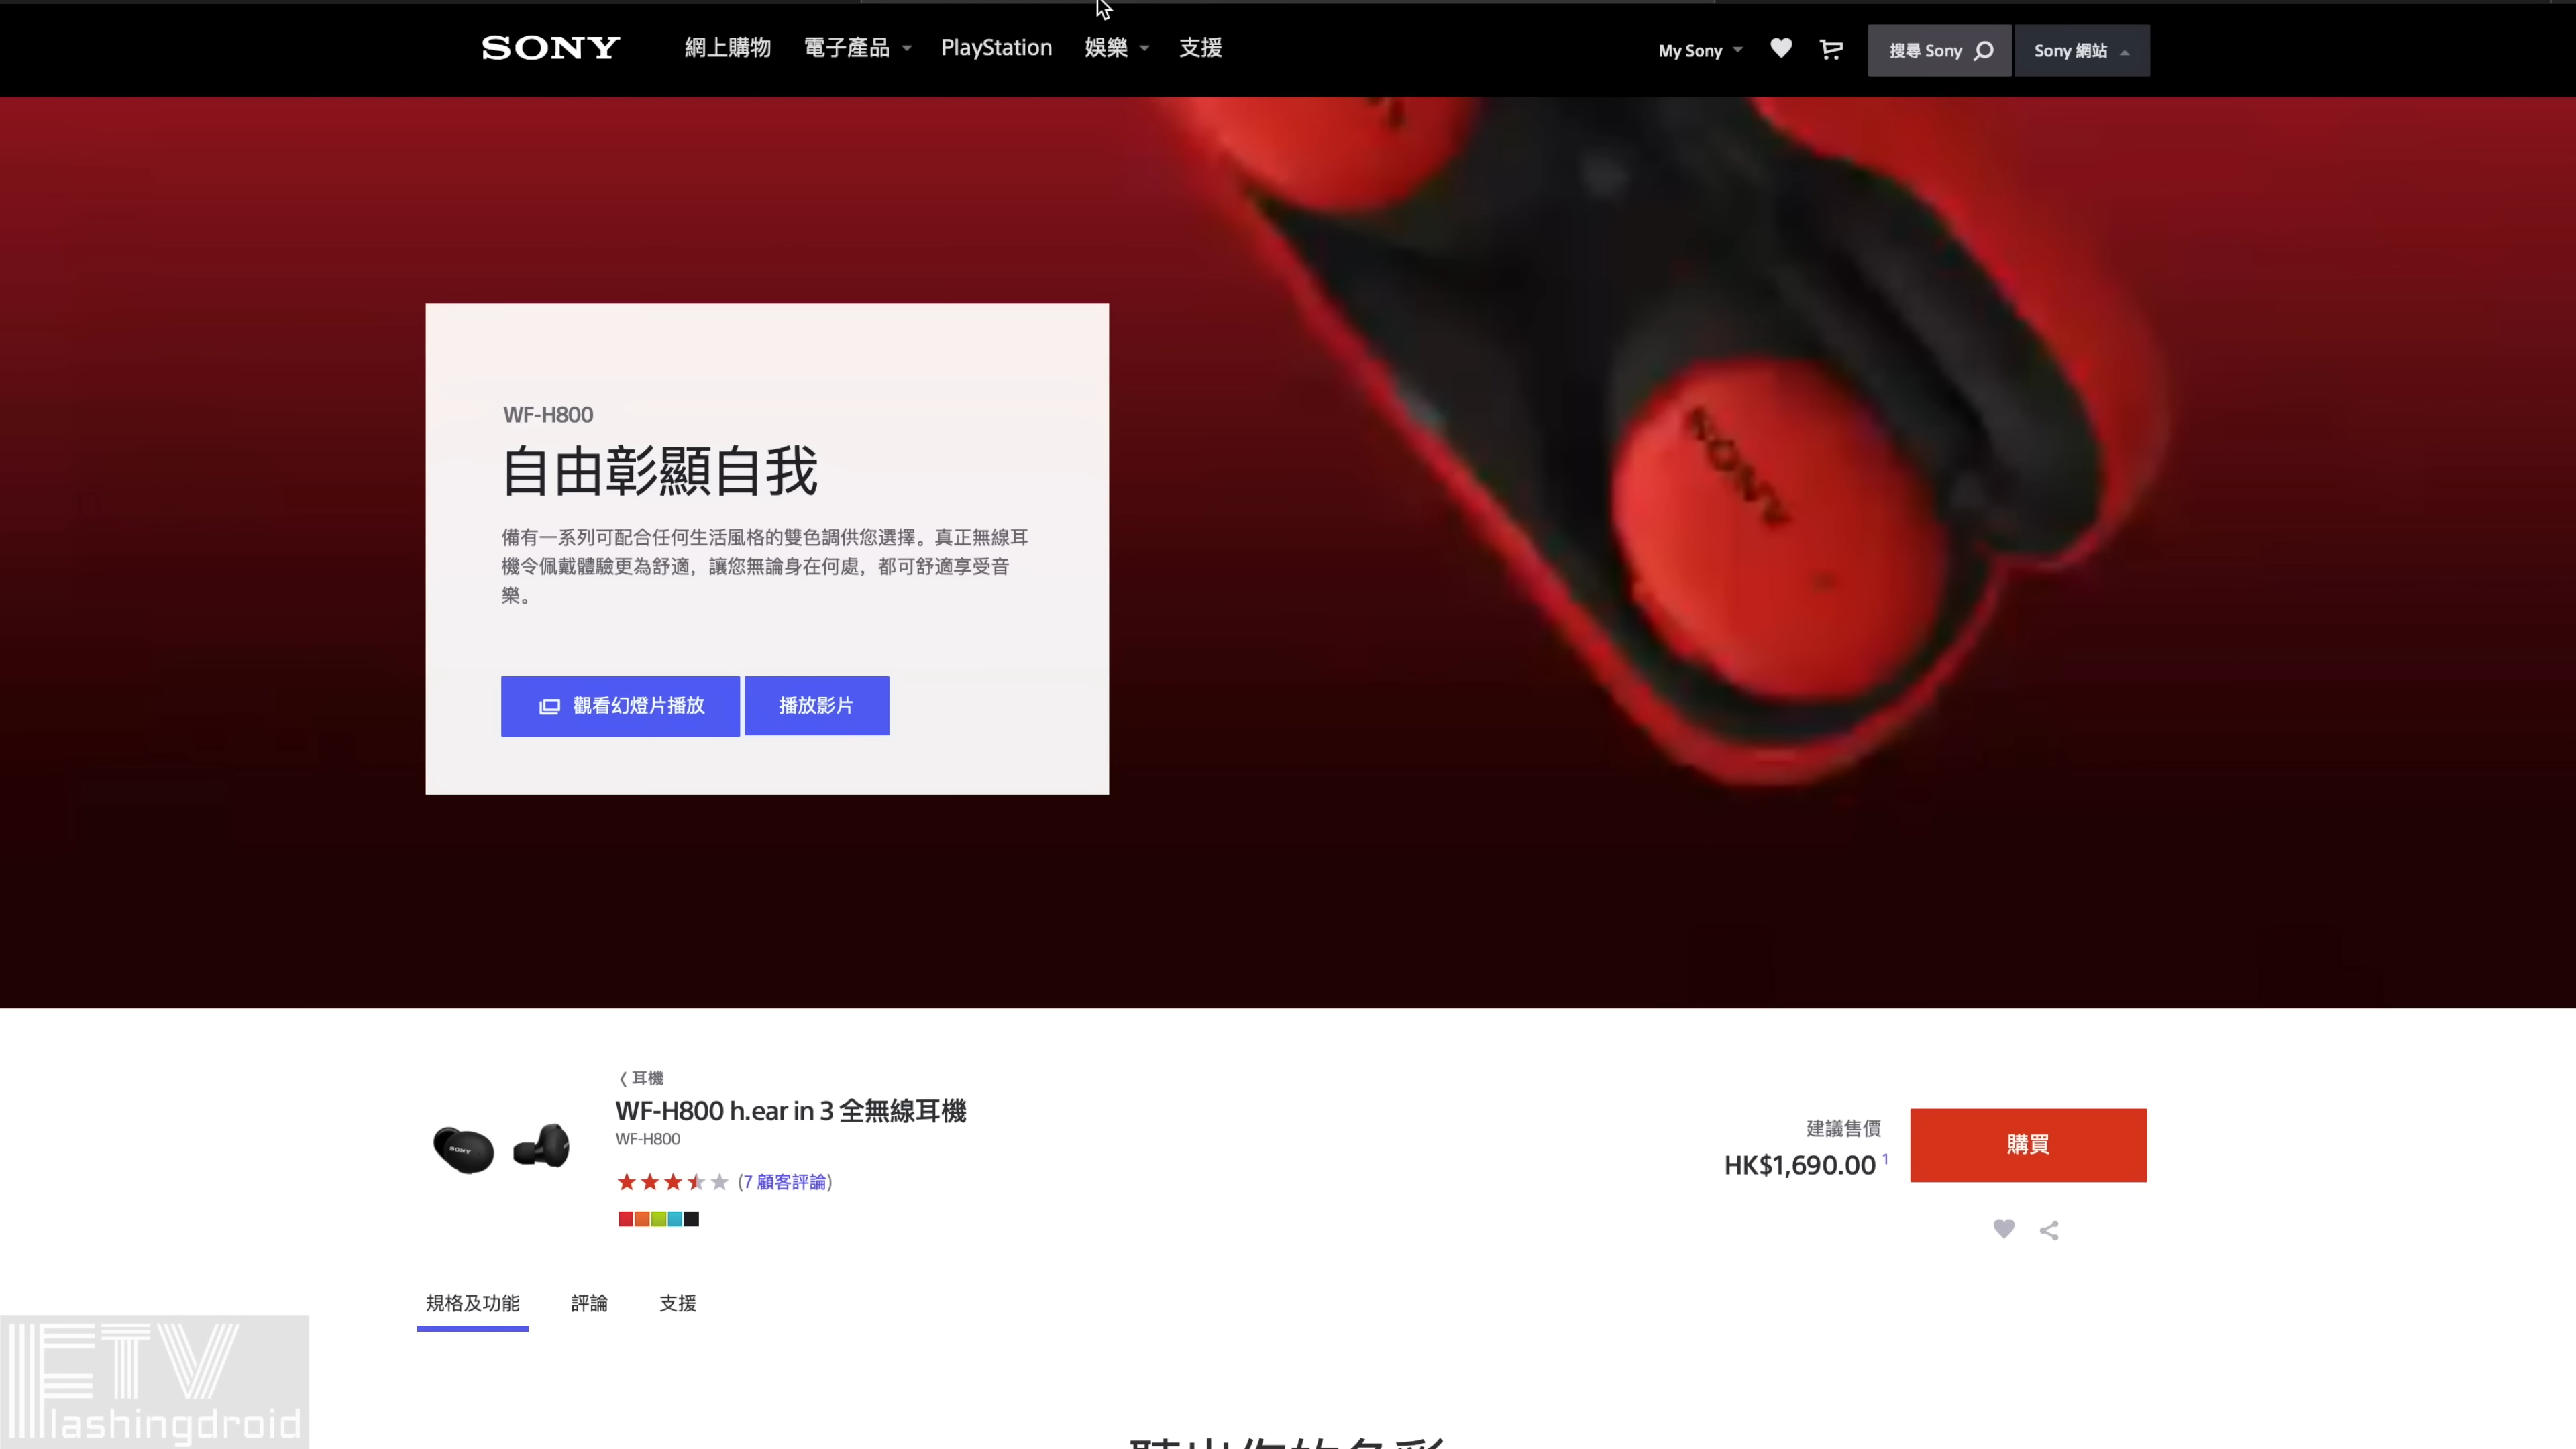 SONY
網上購物 電子產品 PlayStation 娛樂 支援
My Sony 搜尋 Sony Sony 網站
SONY
WF-H800
自由彰顯自我
備有一系列可配合任何生活風格的雙色調供您選擇。真正無線耳
機令佩戴體驗更為舒適，讓您無論身在何處，都可舒適享受音
樂。
觀看幻燈片播放 播放影片
耳機
WF-H800 h.ear in 3 全無線耳機
WF-H800
SONY
(7 顧客評論)
建議售價
HK$1,690.00 1
購買
規格及功能 評論 支援
FTV
lashingdroid